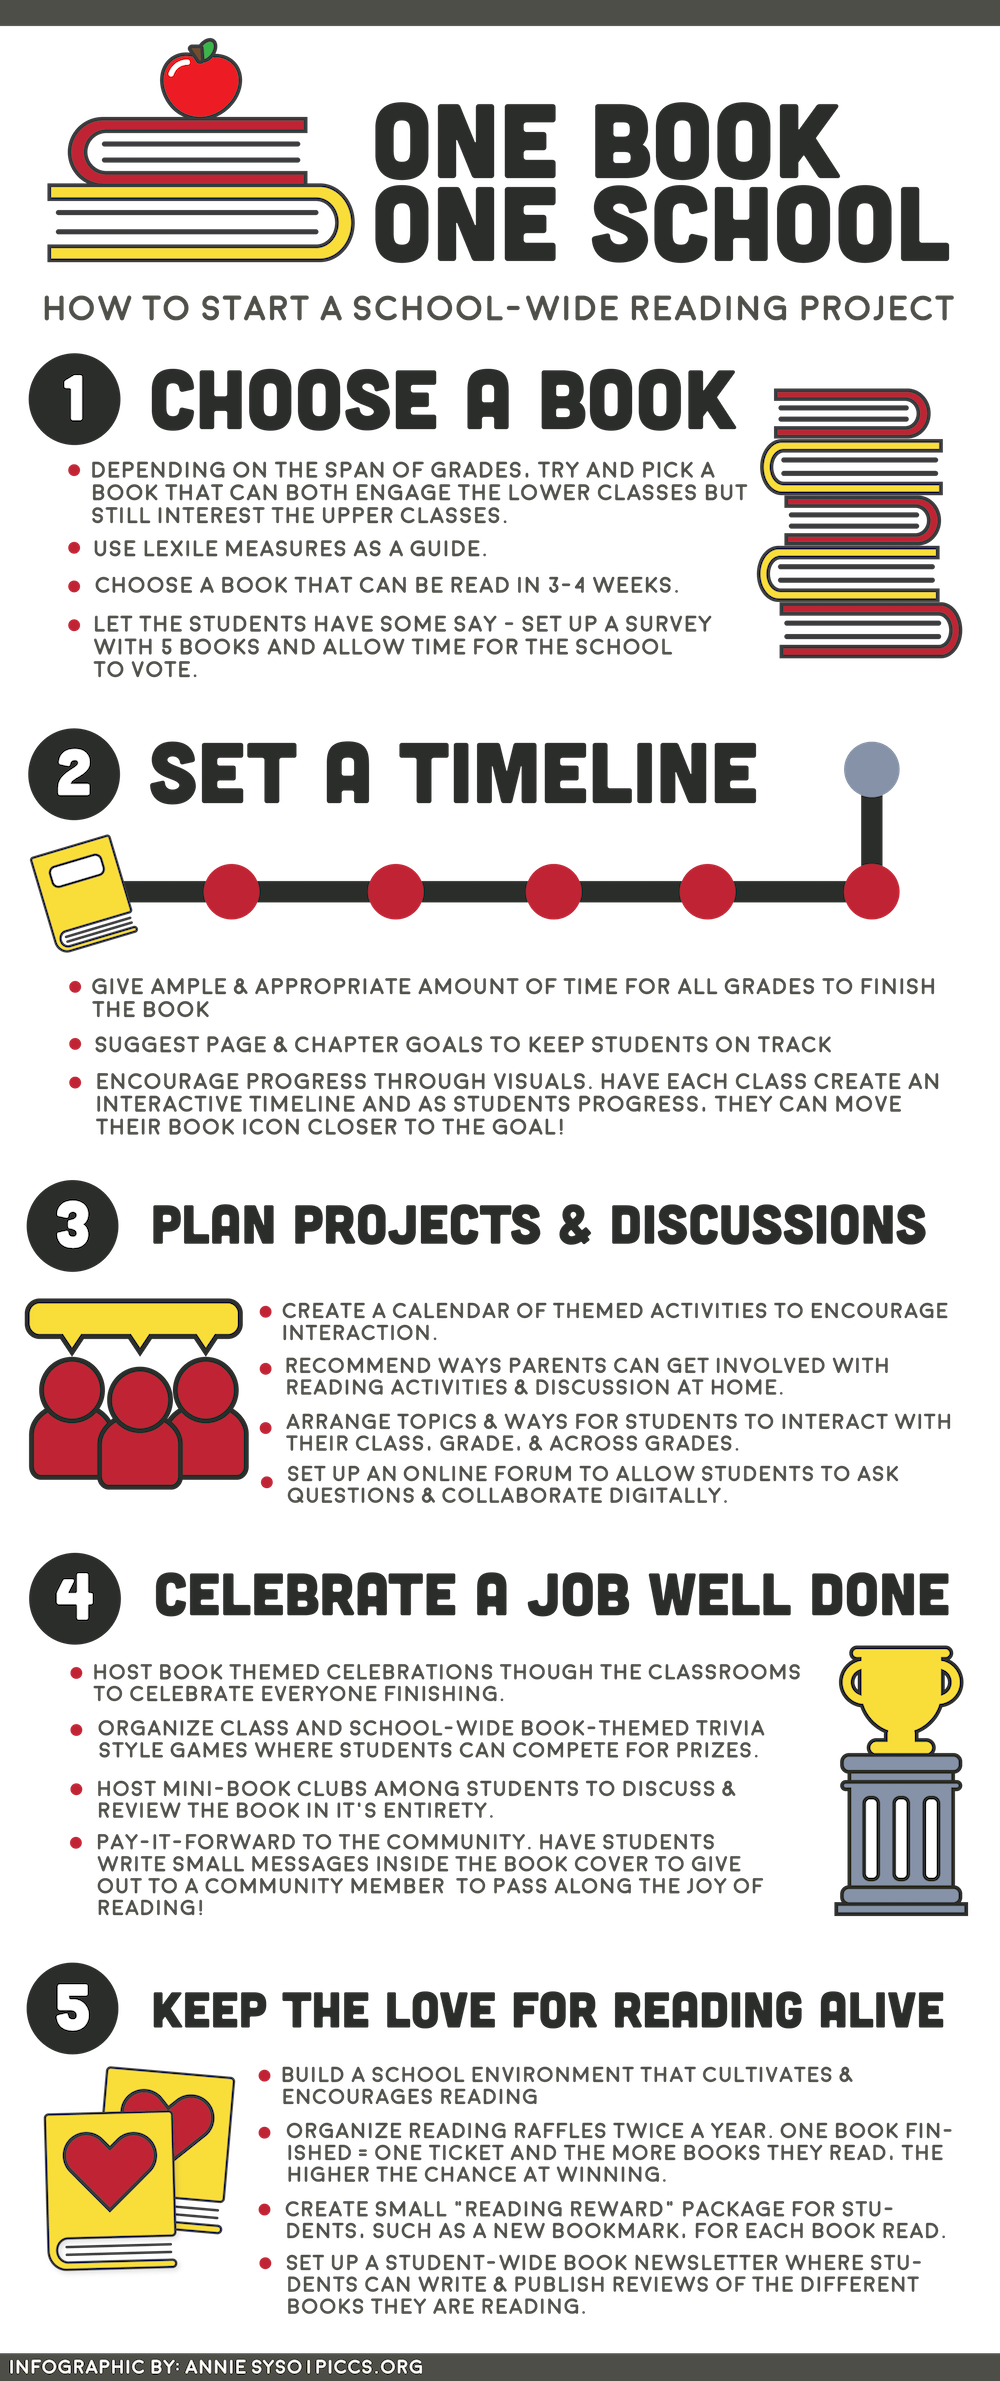 ONE BOOK
ONE SCHOOL
HOW TO START A SCHOOL-WIDE READING PROJECT
1 CHOOSE A BOOK
DEPENDING ON THE SPAN OF GRADES, TRY AND PICK A
BOOK THAT CAN BOTH ENGAGE THE LOWER CLASSES BUT
STILL INTEREST THE UPPER CLASSES.
USE LEXILE MEASURES AS A GUIDE.
CHOOSE A BOOK THAT CAN BE READ IN 3-4 WEEKS.
LET THE STUDENTS HAVE SOME SAY - SET UP A SURVEY
WITH 5 BOOKS AND ALLOW TIME FOR THE SCHOOL
TO VOTE.
2 SET A TIMELINE
GIVE AMPLE & APPROPRIATE AMOUNT OF TIME FOR ALL GRADES TO FINISH
THE BOOK
SUGGEST PAGE & CHAPTER GOALS TO KEEP STUDENTS ON TRACK
ENCOURAGE PROGRESS THROUGH VISUALS. HAVE EACH CLASS CREATE AN
INTERACTIVE TIMELINE AND AS STUDENTS PROGRESS, THEY CAN MOVE
THEIR BOOK ICON CLOSER TO THE GOAL!
3 PLAN PROJECTS & DISCUSSIONS
CREATE A CALENDAR OF THEMED ACTIVITIES TO ENCOURAGE
INTERACTION.
RECOMMEND WAYS PARENTS CAN GET INVOLVED WITH
READING ACTIVITIES & DISCUSSION AT HOME.
ARRANGE TOPICS & WAYS FOR STUDENTS TO INTERACT WITH
THEIR CLASS, GRADE, & ACROSS GRADES.
SET UP AN ONLINE FORUM TO ALLOW STUDENTS TO ASK
QUESTIONS & COLLABORATE DIGITALLY.
4 CELEBRATE A JOB WELL DONE
HOST BOOK THEMED CELEBRATIONS THOUGH THE CLASSROOMS
TO CELEBRATE EVERYONE FINISHING.
ORGANIZE CLASS AND SCHOOL-WIDE BOOK-THEMED TRIVIA
STYLE GAMES WHERE STUDENTS CAN COMPETE FOR PRIZES.
HOST MINI-BOOK CLUBS AMONG STUDENTS TO DISCUSS &
REVIEW THE BOOK IN IT'S ENTIRETY.
PAY-IT-FORWARD TO THE COMMUNITY. HAVE STUDENTS
WRITE SMALL MESSAGES INSIDE THE BOOK COVER TO GIVE
OUT TO A COMMUNITY MEMBER TO PASS ALONG THE JOY OF
READING!
5 KEEP THE LOVE FOR READING ALIVE
BUILD A SCHOOL ENVIRONMENT THAT CULTIVATES &
ENCOURAGES READING
ORGANIZE READING RAFFLES TWICE A YEAR. ONE BOOK FIN-
ISHED = ONE TICKET AND THE MORE BOOKS THEY READ, THE
HIGHER THE CHANCE AT WINNING.
CREATE SMALL "READING REWARD" PACKAGE FOR STU-
DENTS, SUCH AS A NEW BOOKMARK, FOR EACH BOOK READ.
SET UP A STUDENT-WIDE BOOK NEWSLETTER WHERE STU-
DENTS CAN WRITE & PUBLISH REVIEWS OF THE DIFFERENT
BOOKS THEY ARE READING.
INFOGRAPHIC BY: ANNIE SYSO | PICCS.ORG